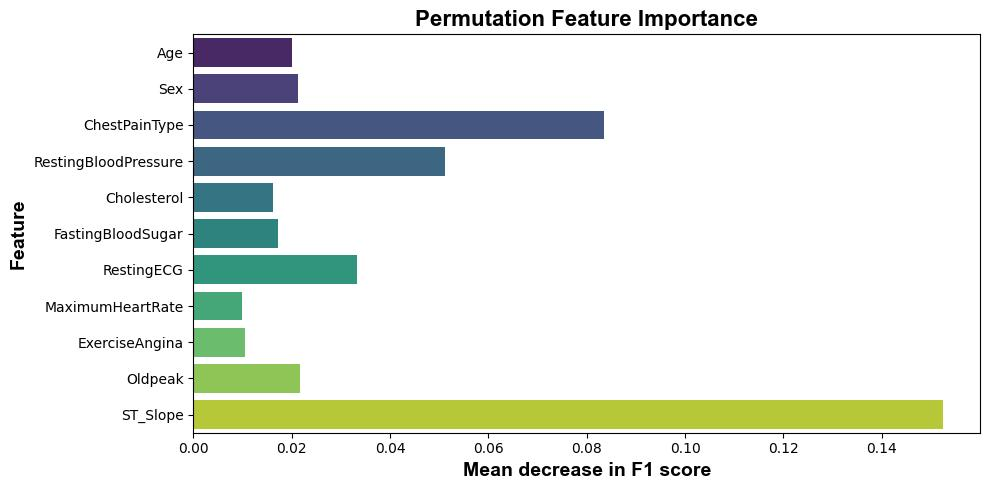 Permutation Feature Importance
Feature
Age
Sex
ChestPainType
RestingBloodPressure
Cholesterol
FastingBloodSugar
RestingECG
MaximumHeartRate
ExerciseAngina
Oldpeak
ST_Slope
0.00 0.02 0.04 0.06 0.08 0.10 0.12 0.14
Mean decrease in F1 score